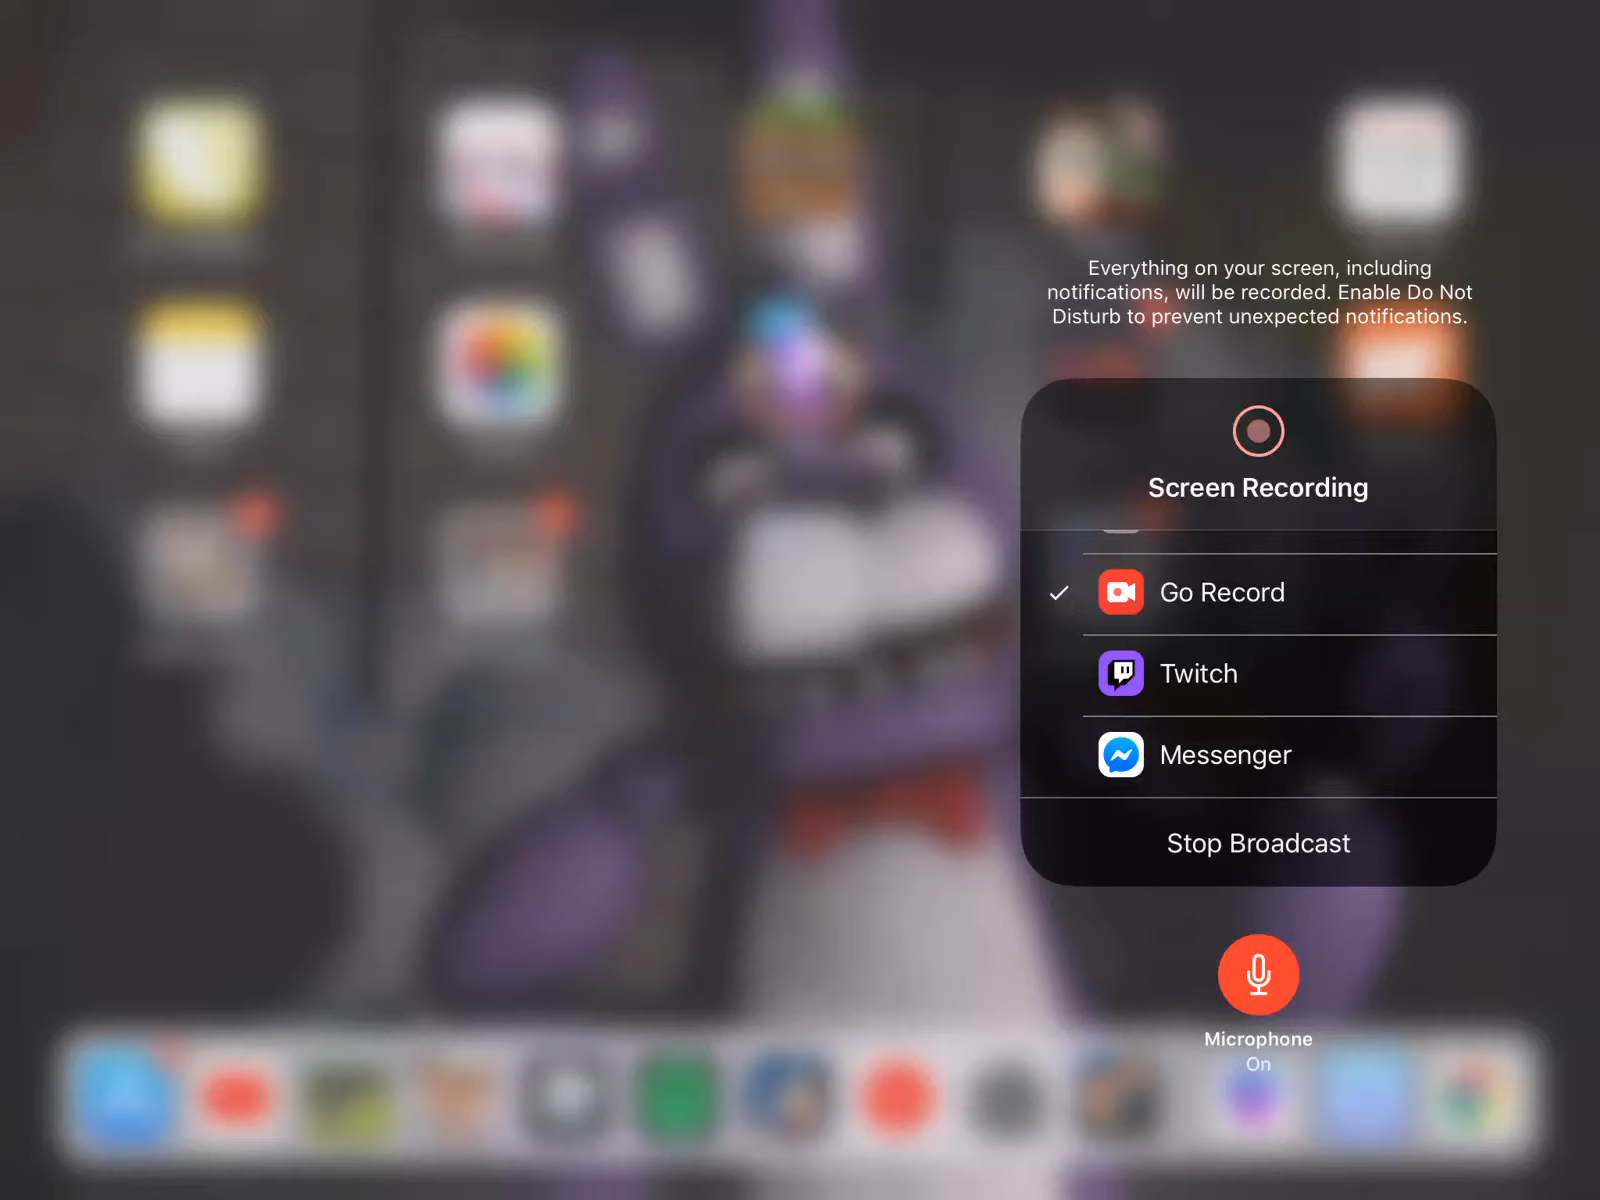 Everything on your screen, including
notifications, will be recorded. Enable Do Not
Disturb to prevent unexpected notifications.
Screen Recording
Go Record
Twitch
Messenger
Stop Broadcast
Microphone
On